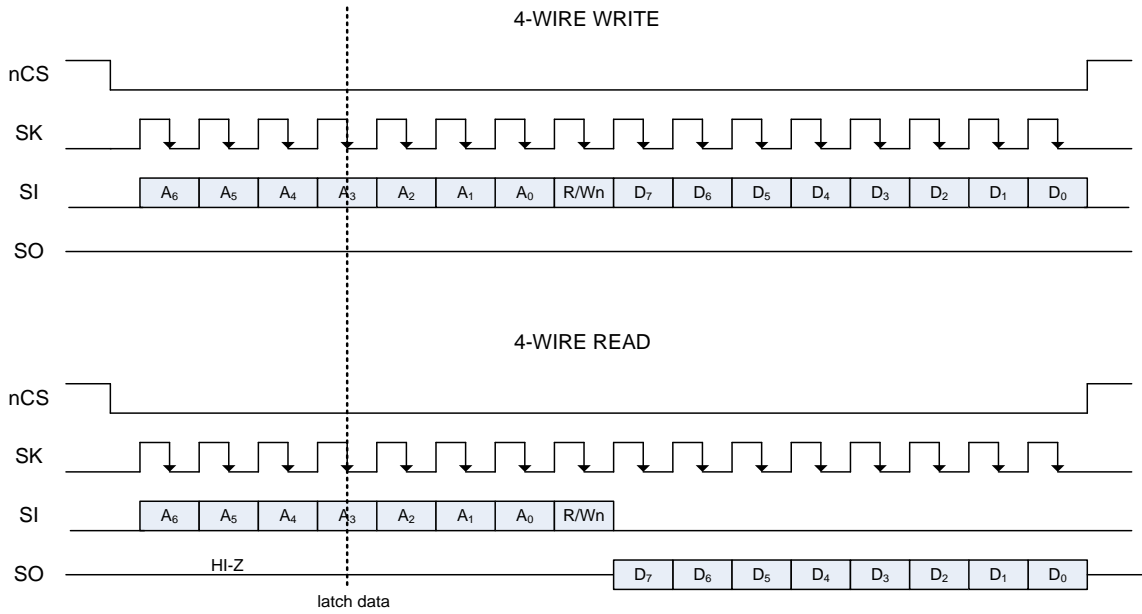 4-WIRE WRITE
nCS
SK
SI A₆ A₅ A₄ A₃ A₂ A₁ A₀ R/Wn D₇ D₆ D₅ D₄ D₃ D₂ D₁ D₀
SO
4-WIRE READ
nCS
SK
SI A₆ A₅ A₄ A₃ A₂ A₁ A₀ R/Wn
SO HI-Z D₇ D₆ D₅ D₄ D₃ D₂ D₁ D₀
latch data